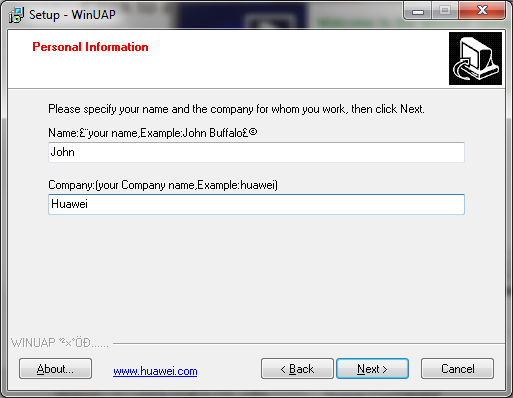 Setup - WinUAP
Personal Information
Please specify your name and the company for whom you work, then click Next.
Name:£¨your name,Example:John Buffalo£©
John
Company:(your Company name,Example:huawei)
Huawei
WINUAP °²×°ÖÐ......
About...
www.huawei.com
< Back
Next >
Cancel